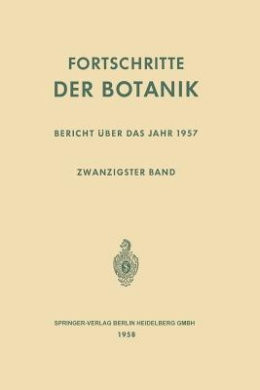 FORTSCHRITTE
DER BOTANIK
BERICHT ÜBER DAS JAHR 1957
ZWANZIGSTER BAND
SPRINGER-VERLAG BERLIN HEIDELBERG GMBH
1958